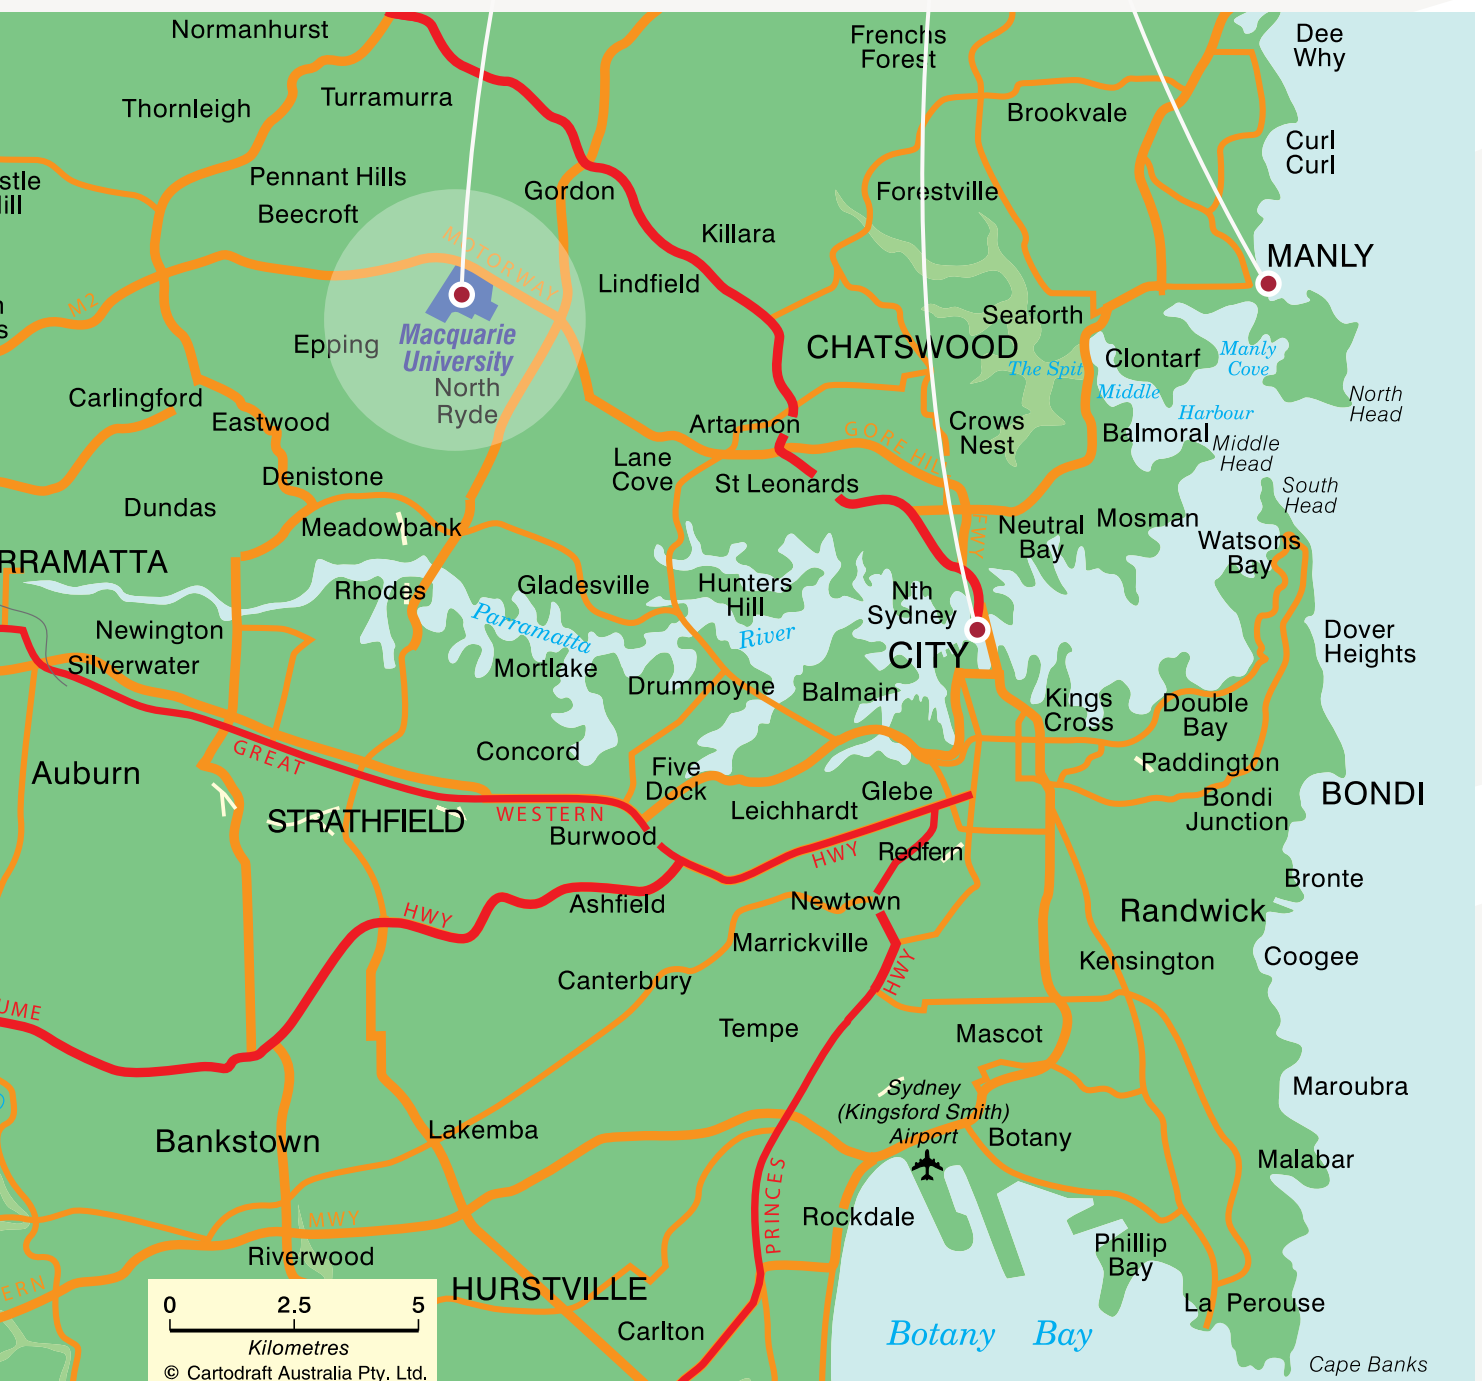 Normanhurst
Frenchs
Forest
Dee
Why
Thornleigh
Turramurra
Brookvale
Curl
Curl
stle
ill
Pennant Hills
Beecroft
Gordon
Forestville
Killara
MANLY
MOTORWAY
M2
Lindfield
Seaforth
Epping
Macquarie
University
North
Ryde
CHATSWOOD
The Spit
Clontarf
Manly
Cove
Middle
Harbour
North
Head
Carlingford
Eastwood
Artarmon
GORE HILL
FWY
Crows
Nest
Balmoral
Middle
Head
Lane
Cove
St Leonards
South
Head
Denistone
Dundas
Meadowbank
Neutral
Bay
Mosman
Watsons
Bay
RRAMATTA
Rhodes
Gladesville
Hunters
Hill
Nth
Sydney
Parramatta
River
Newington
Silverwater
CITY
Dover
Heights
Mortlake
Drummoyne
Balmain
Kings
Cross
Double
Bay
GREAT
Concord
Five
Dock
Paddington
Auburn
Glebe
BONDI
STRATHFIELD
WESTERN
Leichhardt
Bondi
Junction
Burwood
HWY
Redfern
Bronte
HWY
Ashfield
Newtown
Randwick
Marrickville
HWY
Kensington
Coogee
Canterbury
UME
Tempe
Mascot
Sydney
(Kingsford Smith)
Airport
Maroubra
Bankstown
Lakemba
Botany
Malabar
PRINCES
MWY
Rockdale
Riverwood
Phillip
Bay
ERN
HURSTVILLE
La Perouse
0 2.5 5
Kilometres
© Cartodraft Australia Pty. Ltd.
Carlton
Botany Bay
Cape Banks